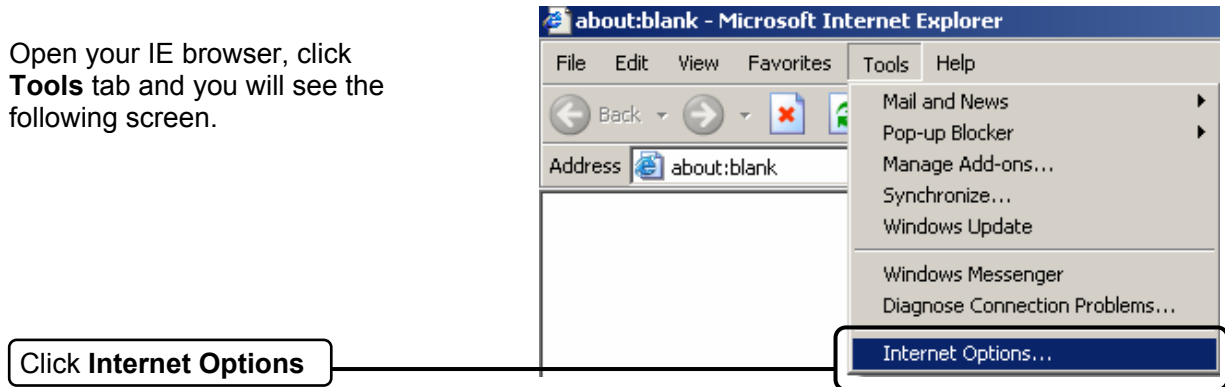 Open your IE browser, click
Tools tab and you will see the
following screen.
about:blank - Microsoft Internet Explorer
File Edit View Favorites Tools Help
Back
Address about:blank
Mail and News
Pop-up Blocker
Manage Add-ons...
Synchronize...
Windows Update
Windows Messenger
Diagnose Connection Problems...
Internet Options...
Click Internet Options